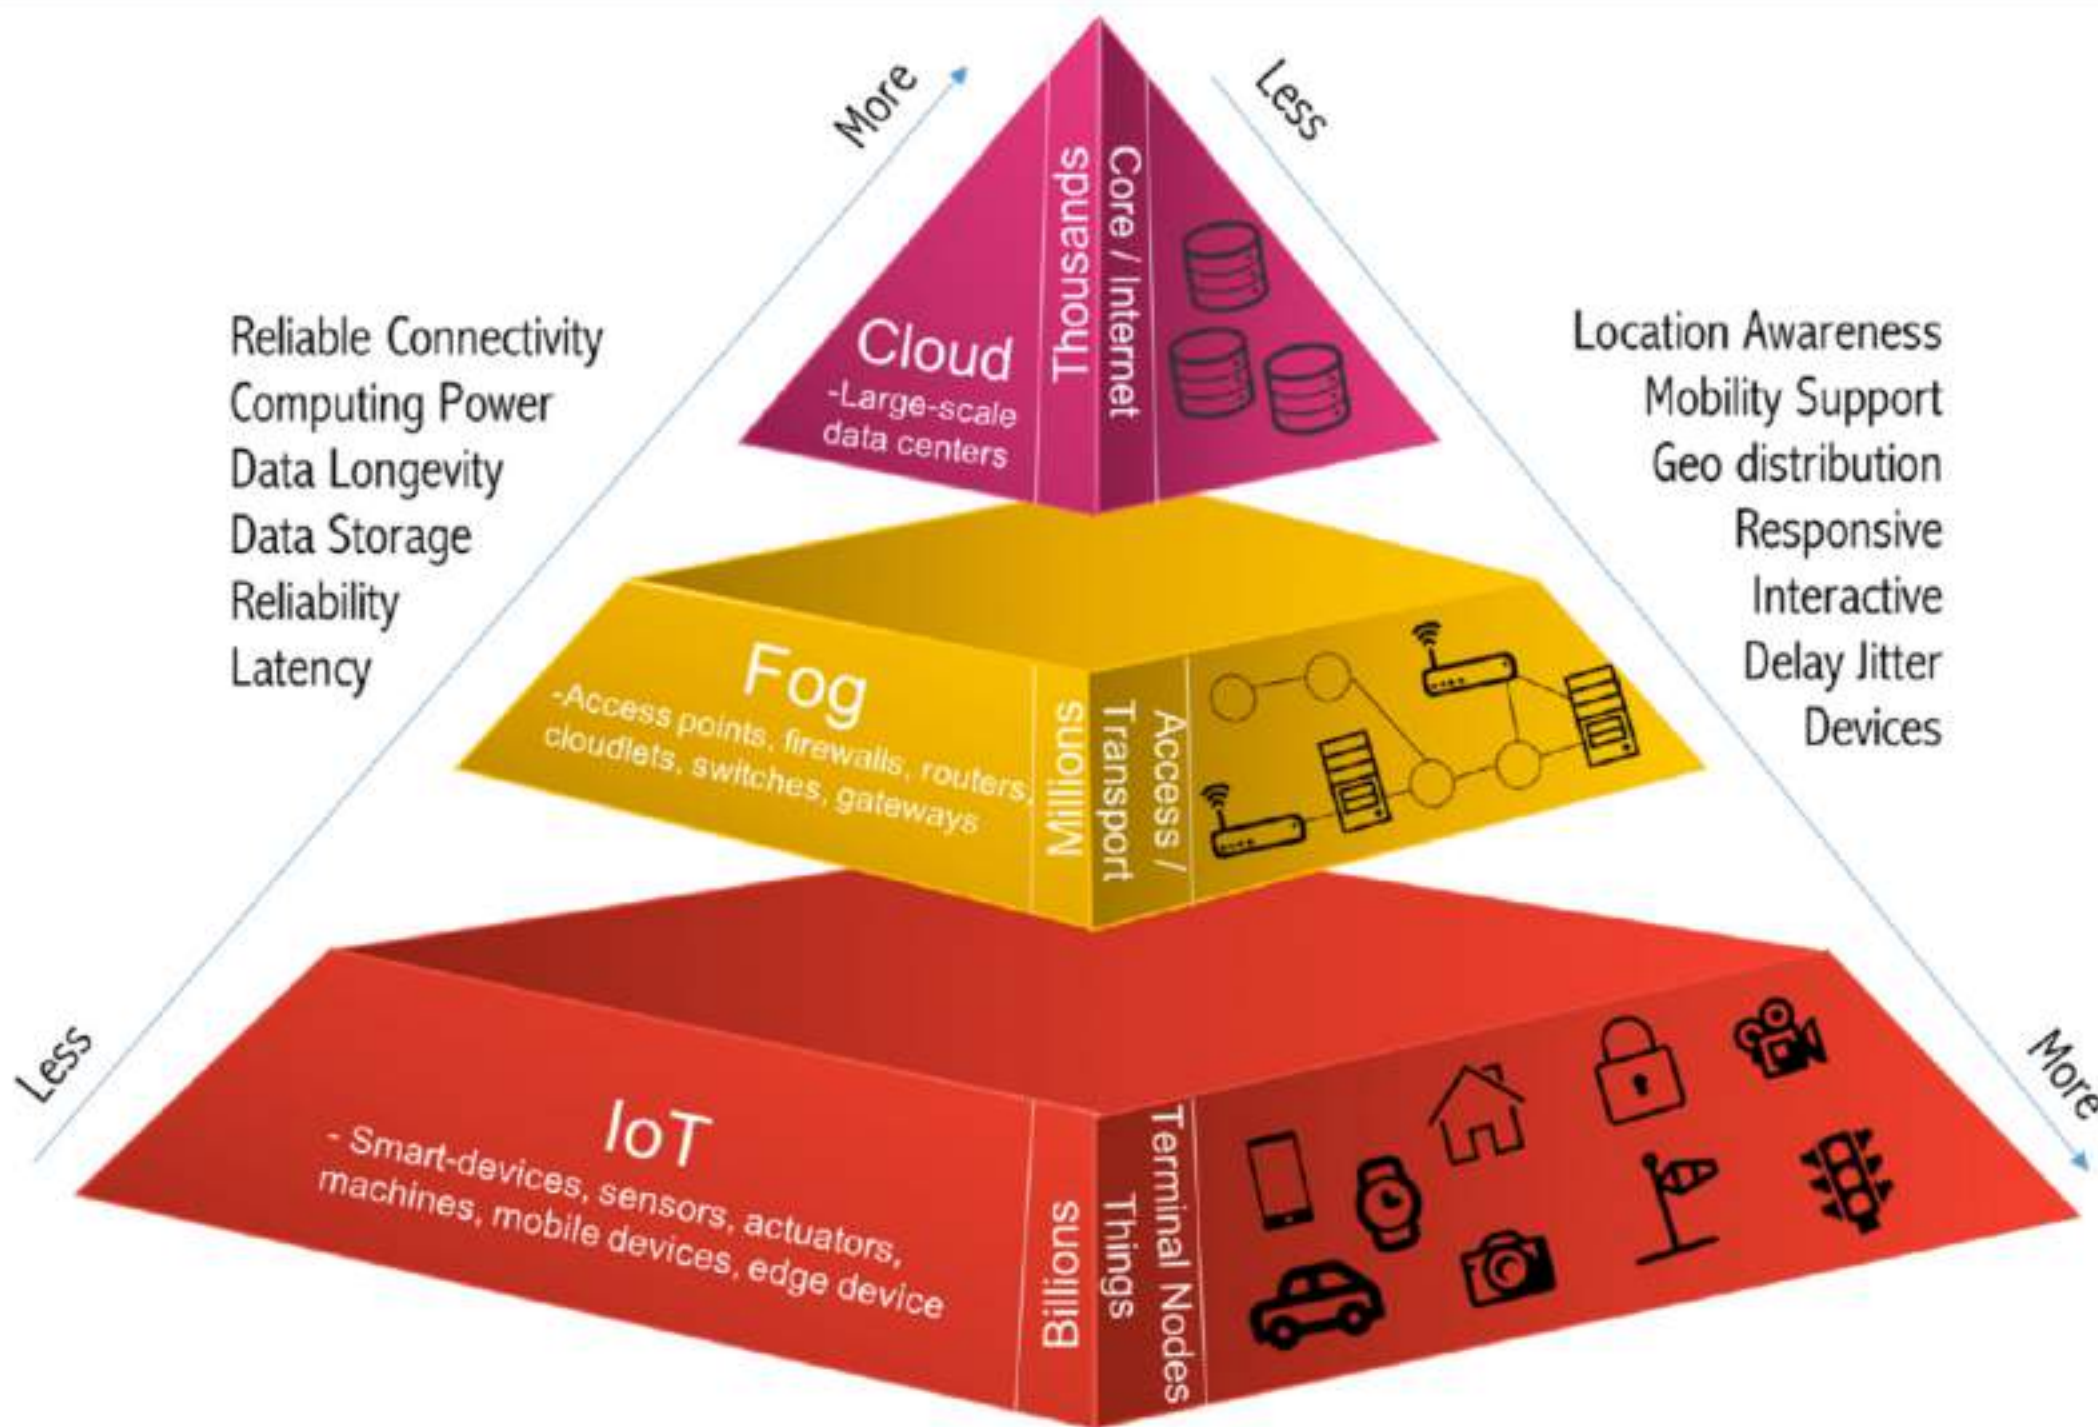 More
Less
Thousands
Core / Internet
Cloud
-Large-scale
data centers
Reliable Connectivity
Computing Power
Data Longevity
Data Storage
Reliability
Latency
Location Awareness
Mobility Support
Geo distribution
Responsive
Interactive
Delay Jitter
Devices
Fog
-Access points, firewalls, routers,
cloudlets, switches, gateways
Millions
Access /
Transport
Less
More
IoT
- Smart-devices, sensors, actuators,
machines, mobile devices, edge device
Billions
Terminal Nodes
Things